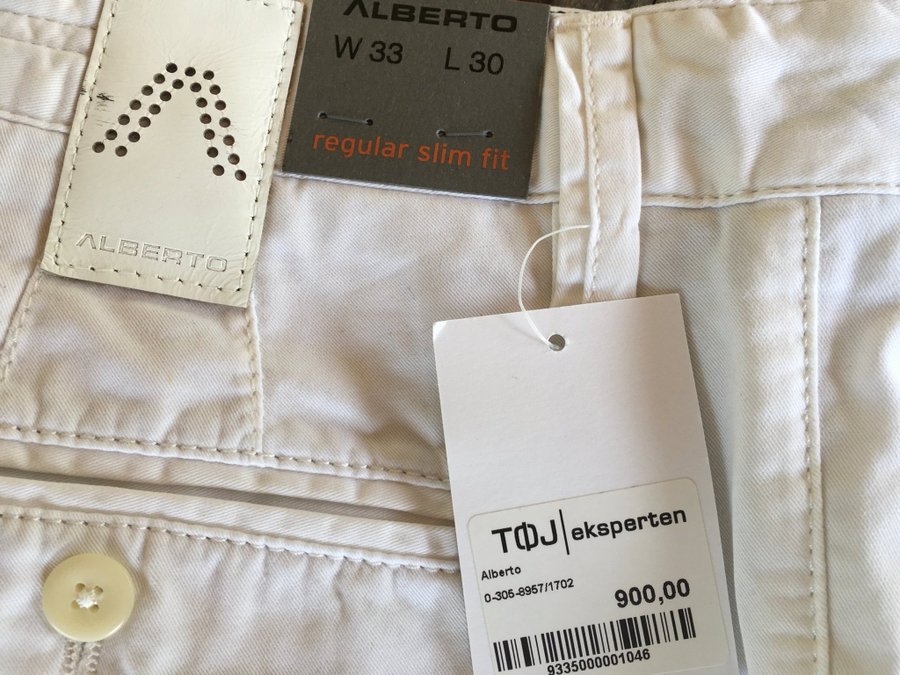 ALBERTO
ALBERTO
W 33 L 30
regular slim fit
TØJ|eksperten
Alberto
0-305-8957/1702
900,00
9335000001046